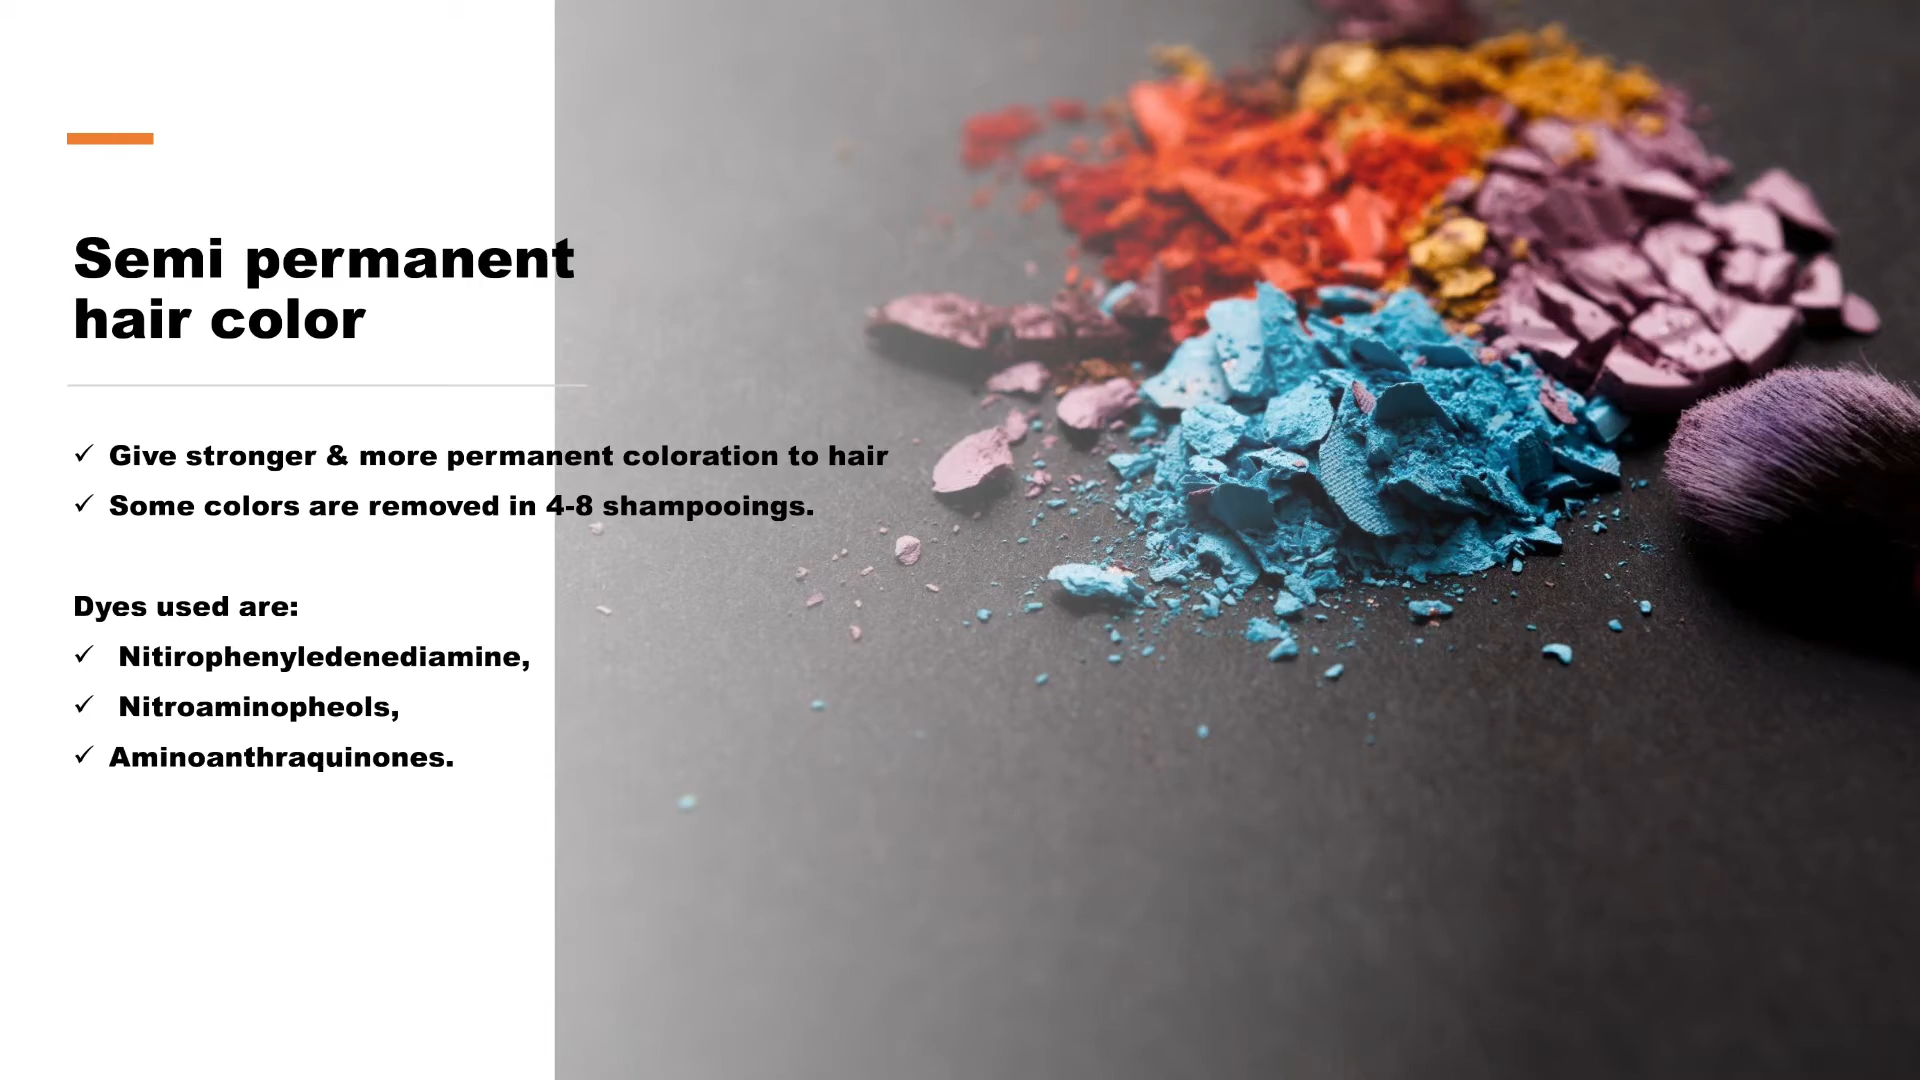 Semi permanent
hair color
✓ Give stronger & more permanent coloration to hair
✓ Some colors are removed in 4-8 shampooings.
Dyes used are:
✓ Nitirophenyledenediamine,
✓ Nitroaminopheols,
✓ Aminoanthraquinones.